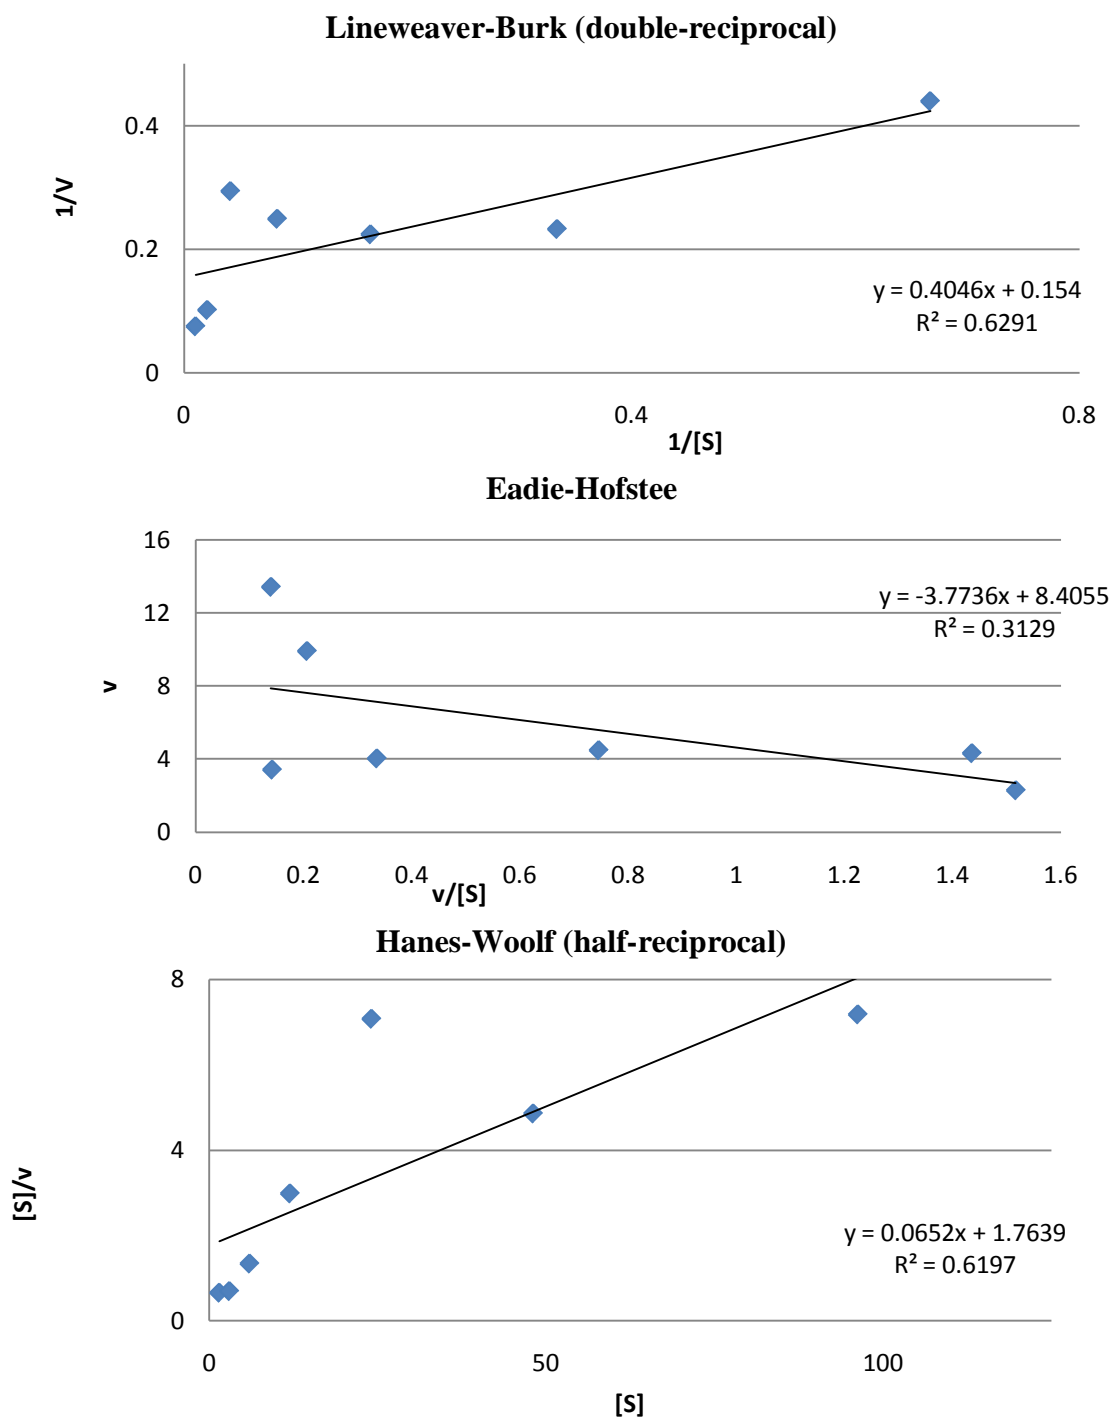 Lineweaver-Burk (double-reciprocal)
0.4
0.2
0
1/V
y = 0.4046x + 0.154
R² = 0.6291
0 0.4 0.8
1/[S]
Eadie-Hofstee
16
12
8
4
0
v
y = -3.7736x + 8.4055
R² = 0.3129
0 0.2 0.4 0.6 0.8 1 1.2 1.4 1.6
v/[S]
Hanes-Woolf (half-reciprocal)
8
4
0
[S]/v
y = 0.0652x + 1.7639
R² = 0.6197
0 50 100
[S]